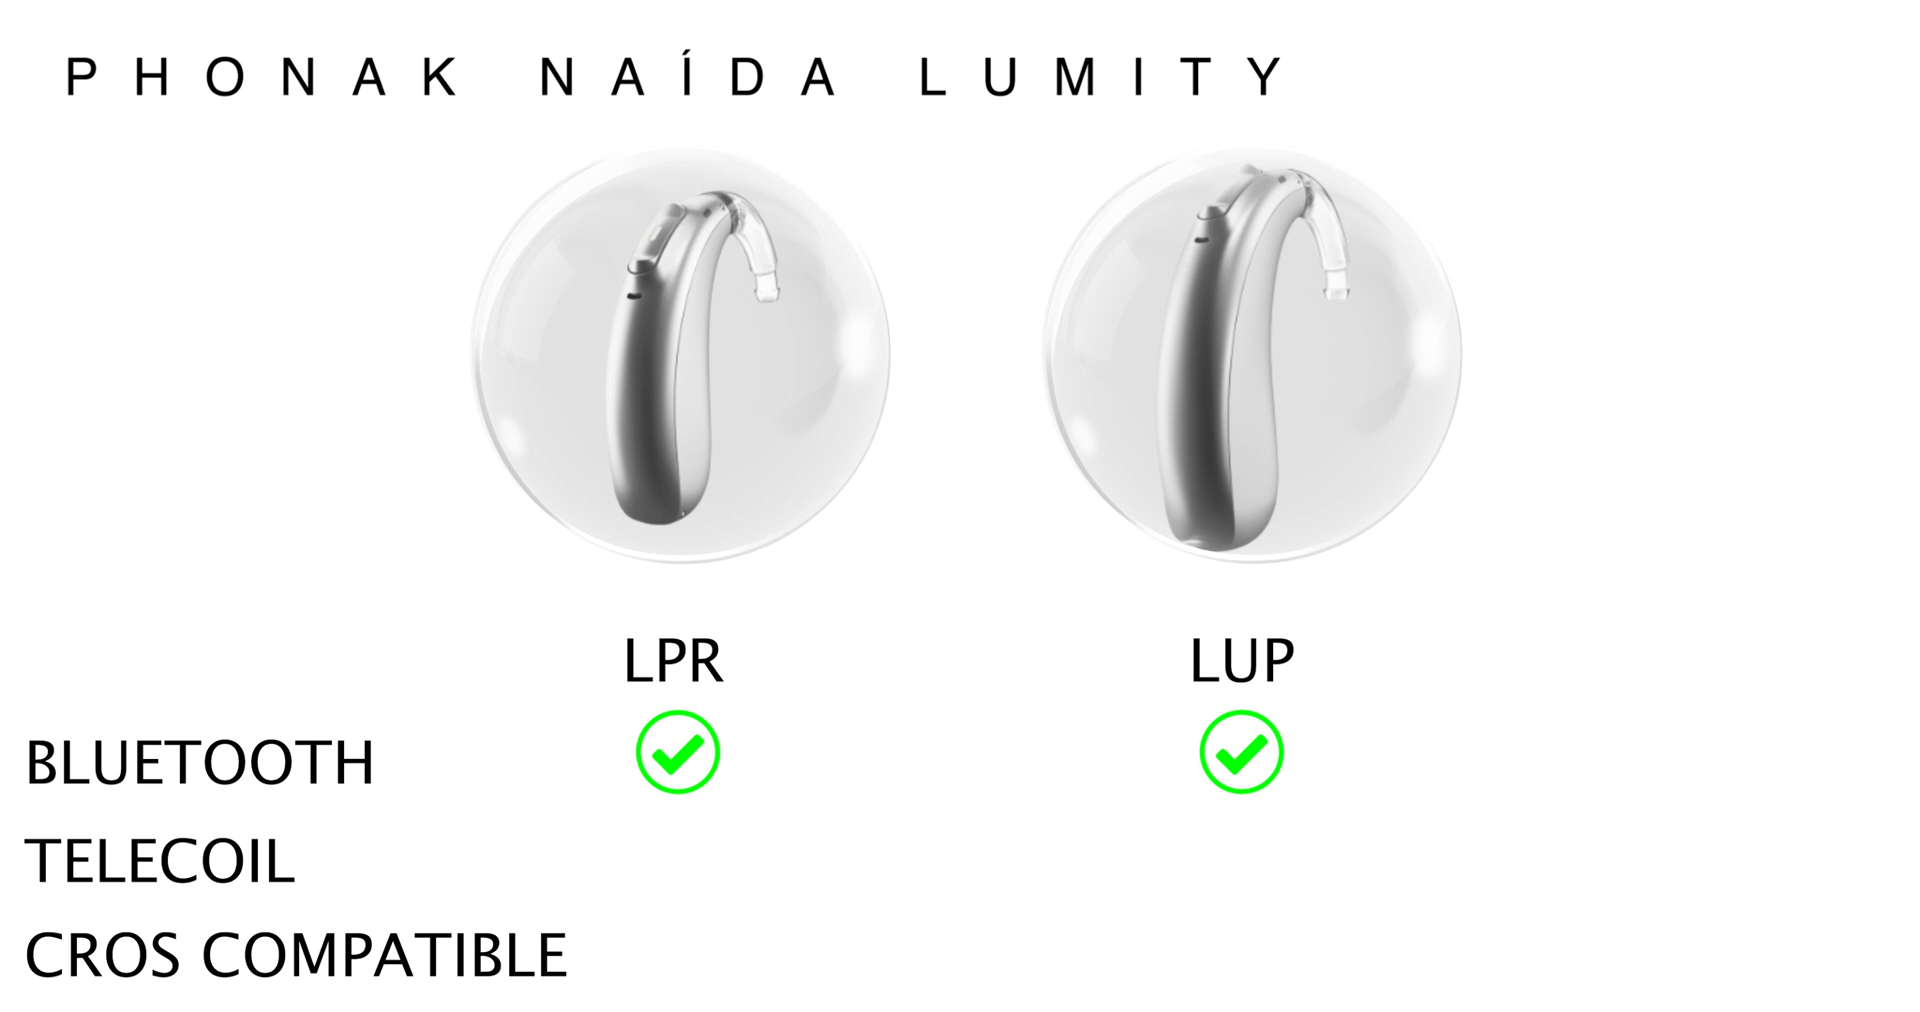 PHONAK NAÍDA LUMITY
LPR
LUP
BLUETOOTH
TELECOIL
CROS COMPATIBLE